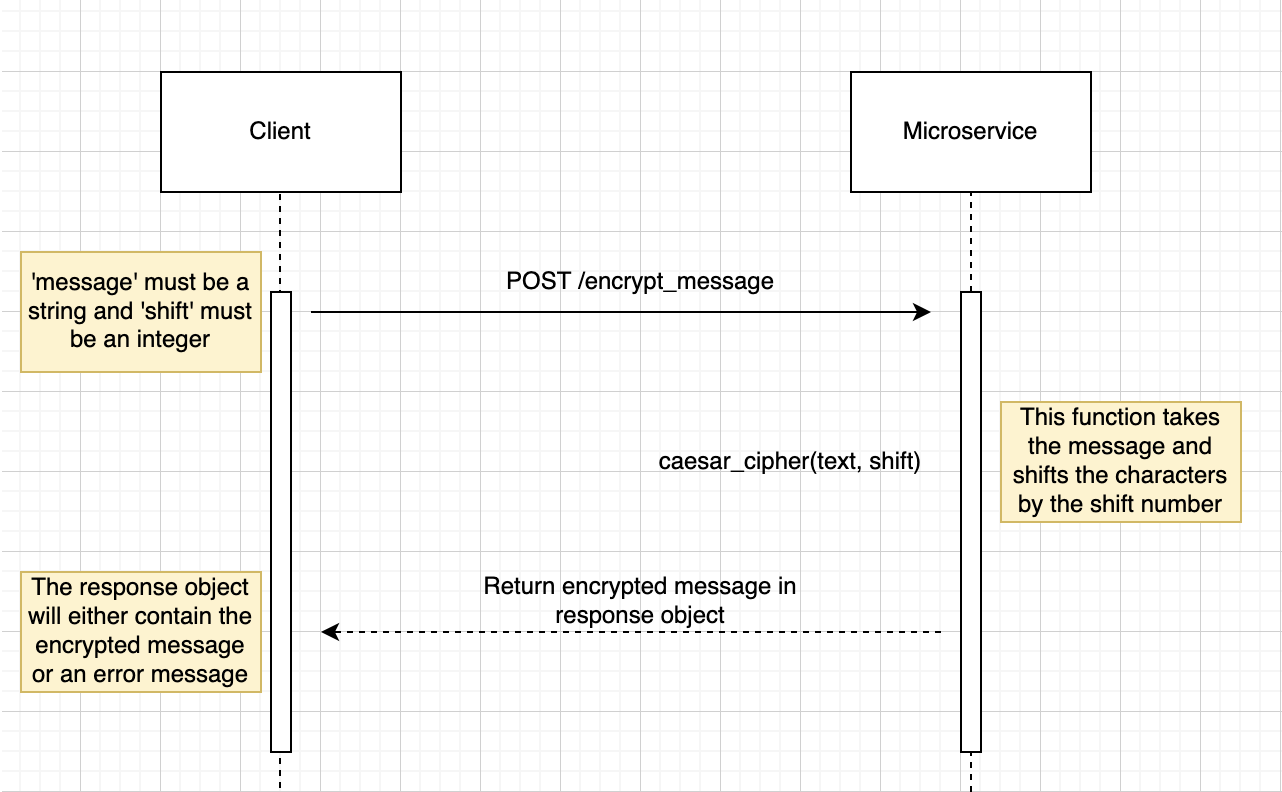 Client
Microservice
'message' must be a
string and 'shift' must
be an integer
POST /encrypt_message
This function takes
the message and
shifts the characters
by the shift number
caesar_cipher(text, shift)
The response object
will either contain the
encrypted message
or an error message
Return encrypted message in
response object